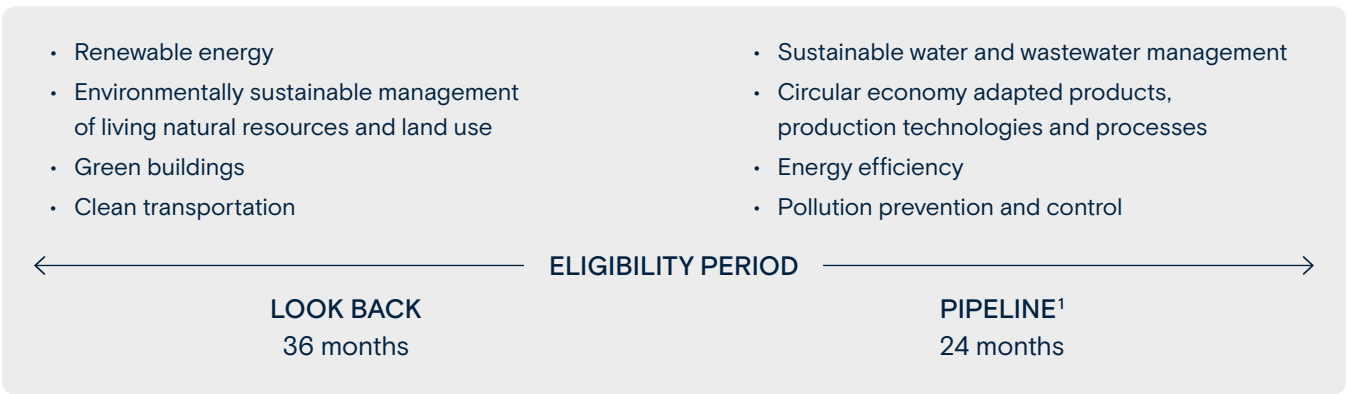 • Renewable energy
• Environmentally sustainable management
of living natural resources and land use
• Green buildings
• Clean transportation
• Sustainable water and wastewater management
• Circular economy adapted products,
production technologies and processes
• Energy efficiency
• Pollution prevention and control
ELIGIBILITY PERIOD
LOOK BACK
36 months
PIPELINE¹
24 months